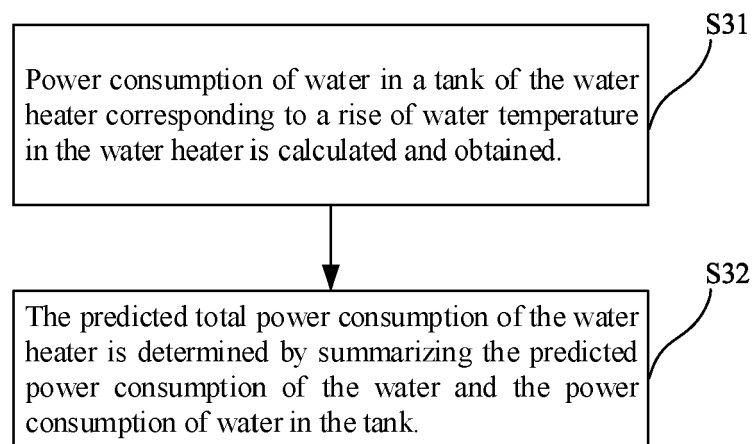 S31
Power consumption of water in a tank of the water
heater corresponding to a rise of water temperature
in the water heater is calculated and obtained.
S32
The predicted total power consumption of the water
heater is determined by summarizing the predicted
power consumption of the water and the power
consumption of water in the tank.